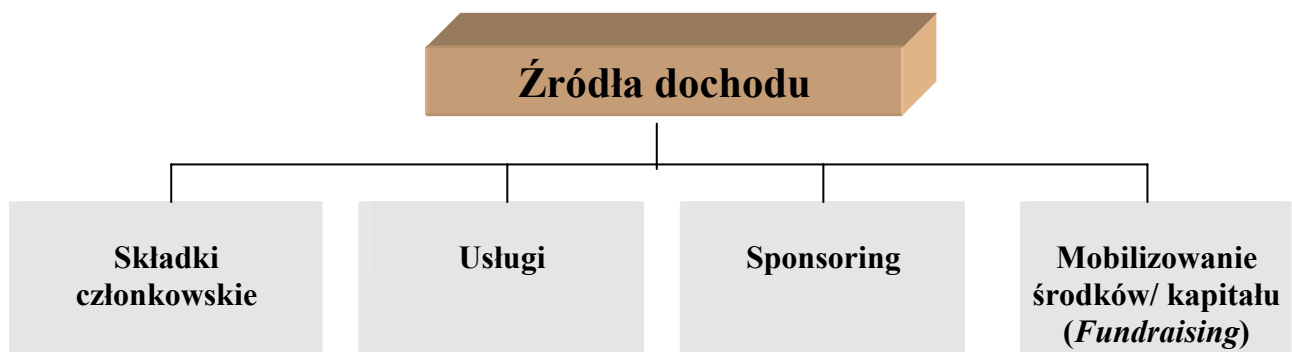 Źródła dochodu
Składki
członkowskie
Usługi
Sponsoring
Mobilizowanie
środków/ kapitału
(Fundraising)